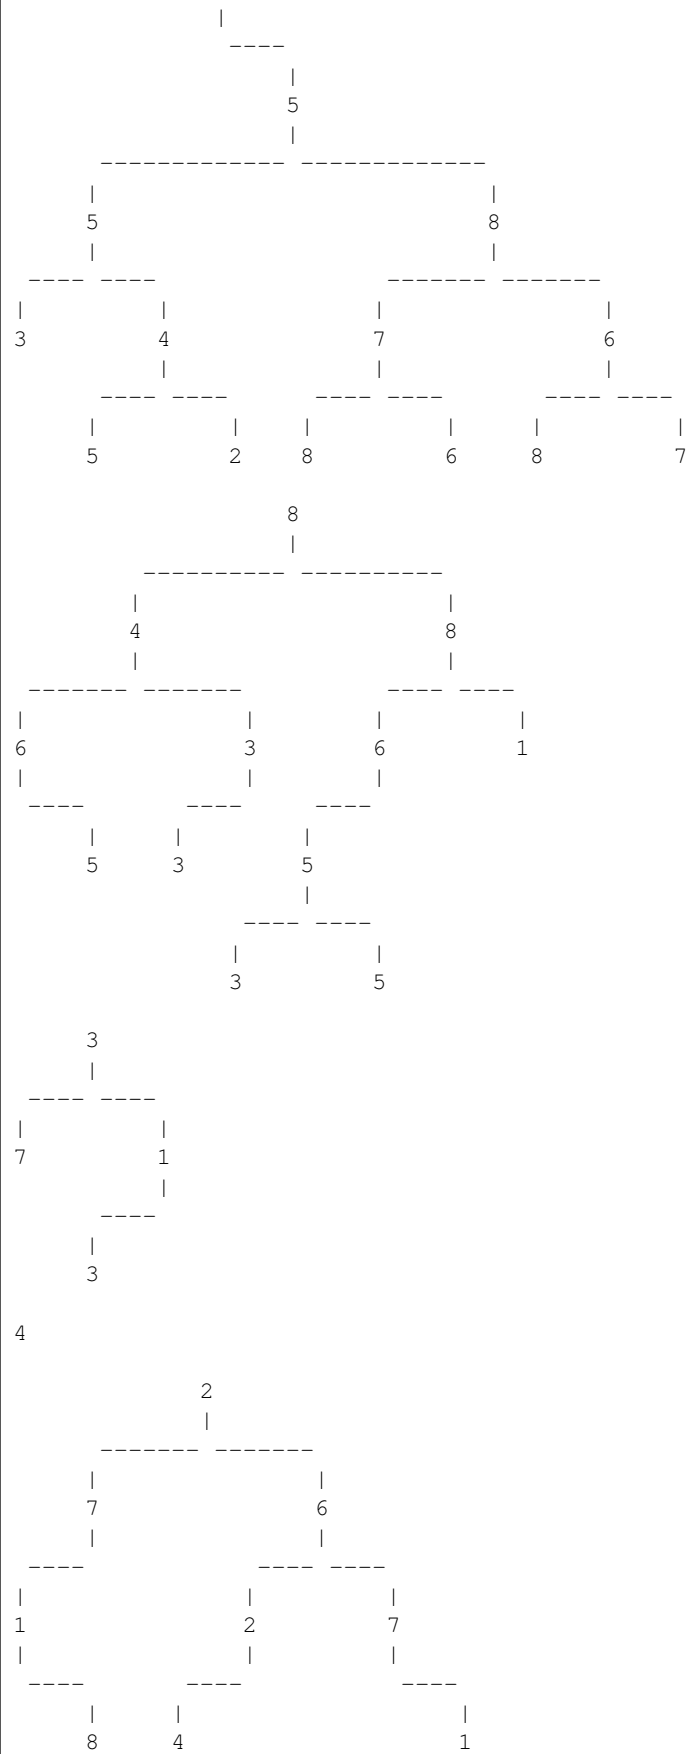 |
                  ----
                      |
                      5
                      |
         ------------- -------------
        |                           |
        5                           8
        |                           |
    ---- ----                ------- -------
   |         |              |               |
   3         4              7               6
             |              |               |
         ---- ----      ---- ----       ---- ----
        |         |    |         |     |         |
        5         2    8         6     8         7

                   8
                   |
         ---------- ----------
        |                     |
        4                     8
        |                     |
 ------- -------          ---- ----
|               |        |         |
6               3        6         1
|               |        |
 ----       ----     ----
     |     |        |
     5     3        5
                    |
                ---- ----
               |         |
               3         5

     3
     |
 ---- ----
|         |
7         1
          |
      ----
     |
     3

4

             2
             |
      ------- -------
     |               |
     7               6
     |               |
 ----            ---- ----
|               |         |
1               2         7
|               |         |
 ----       ----           ----
     |     |                   |
     8     4                   1